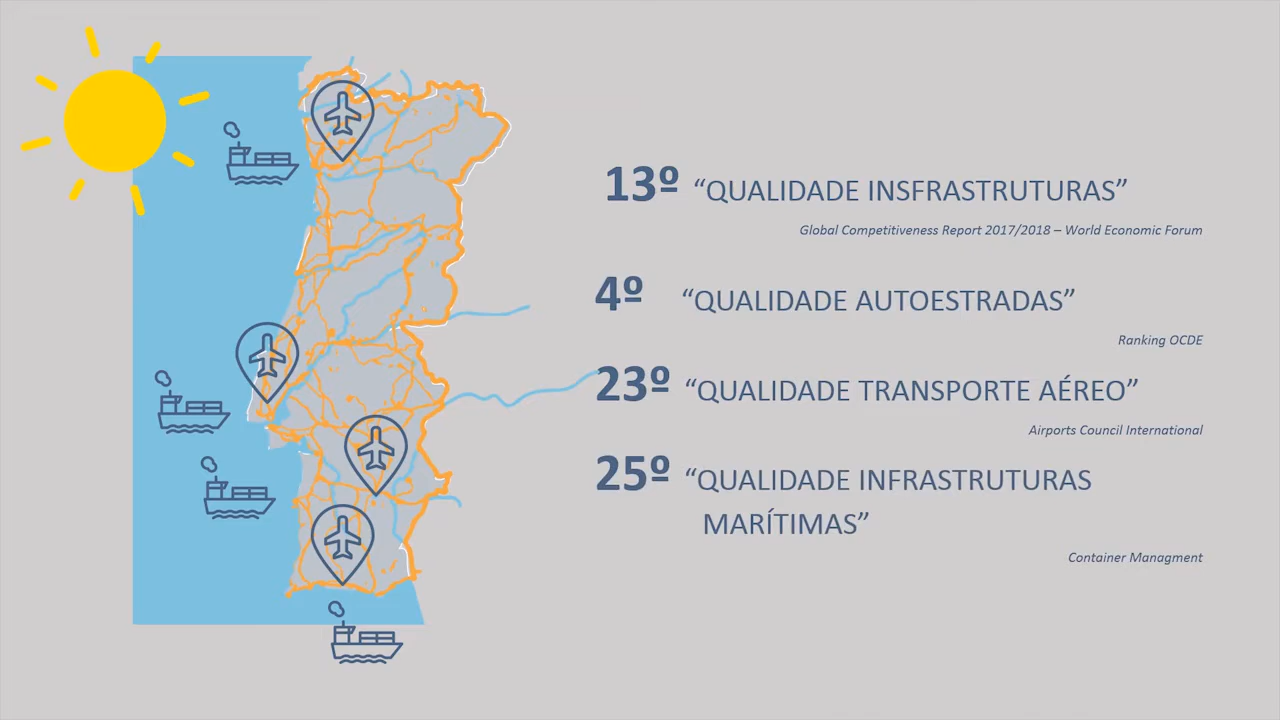 13º “QUALIDADE INSFRASTRUTURAS”
Global Competitiveness Report 2017/2018 – World Economic Forum
4º “QUALIDADE AUTOESTRADAS”
Ranking OCDE
23º “QUALIDADE TRANSPORTE AÉREO”
Airports Council International
25º “QUALIDADE INFRASTRUTURAS
MARÍTIMAS”
Container Managment